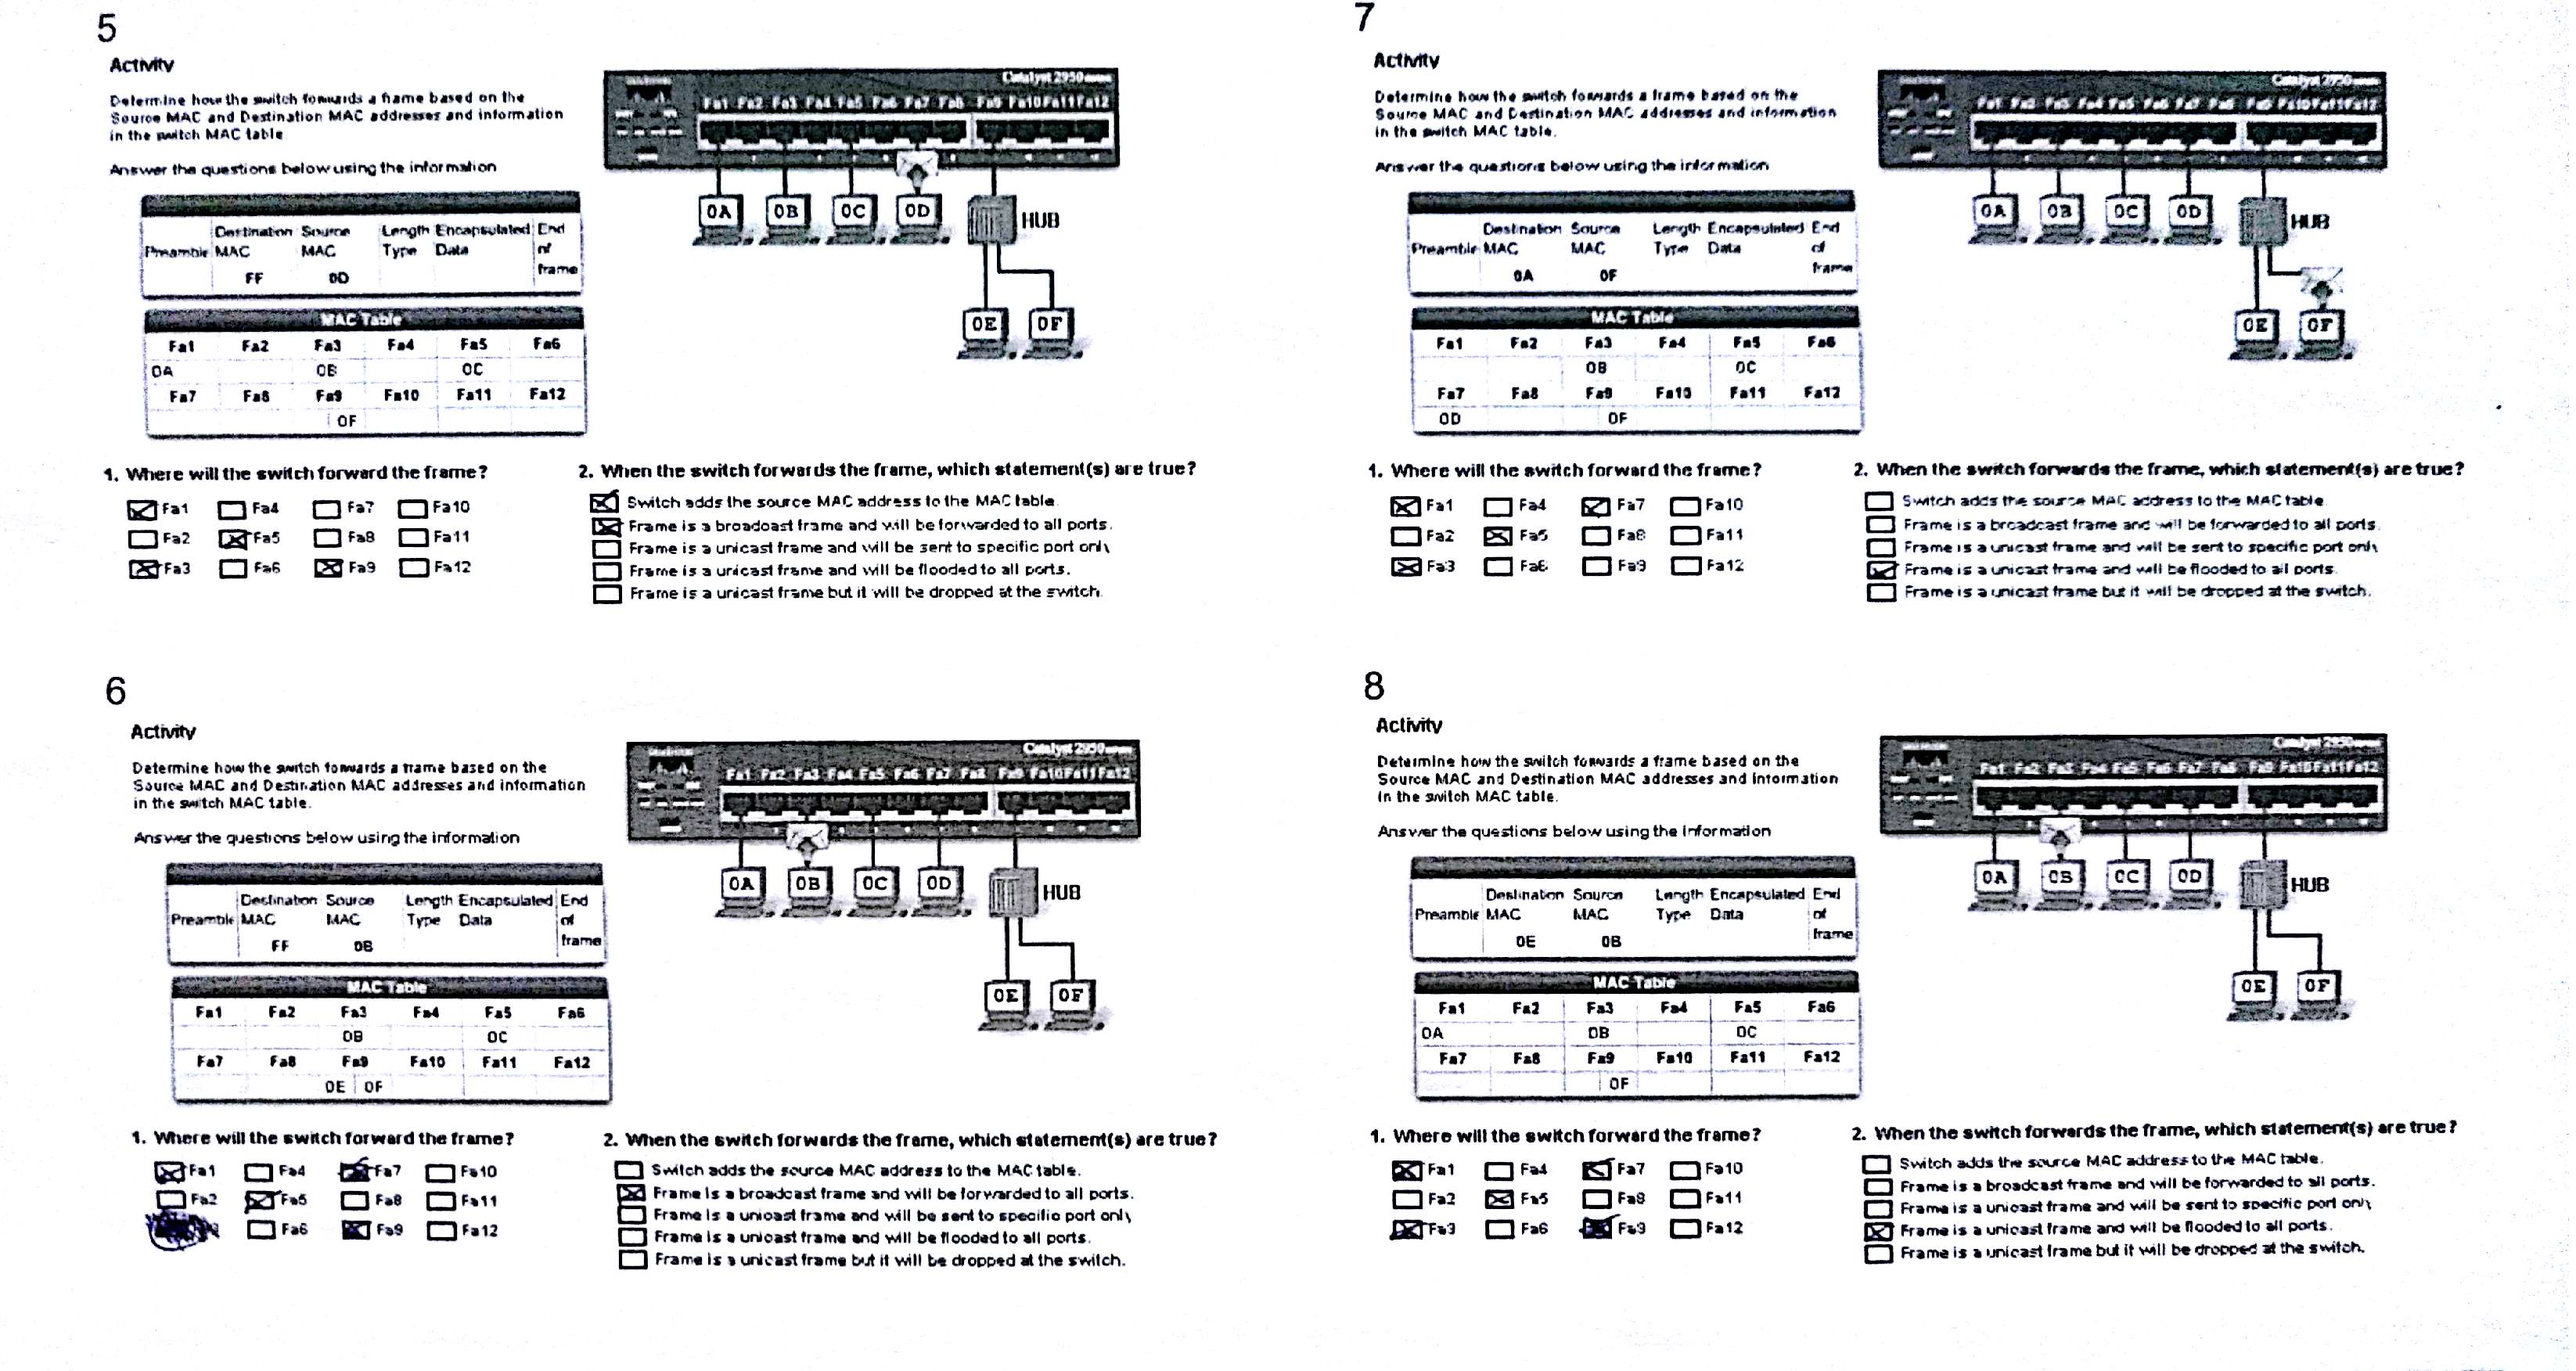 5
Activity
Determine how the switch forwards a frame based on the
Source MAC and Destination MAC addresses and information
in the switch MAC table
Answer the questions below using the information
Preamble Destination MAC Source MAC Length Type Encapsulated Data End of frame
FF 0D
MAC Table
Fa1 Fa2 Fa3 Fa4 Fa5 Fa6
0A 0B 0C
Fa7 Fa8 Fa9 Fa10 Fa11 Fa12
0F
Catalyst 2950
Fa1 Fa2 Fa3 Fa4 Fa5 Fa6 Fa7 Fa8 Fa9 Fa10 Fa11 Fa12
0A 0B 0C 0D HUB
0E 0F
1. Where will the switch forward the frame?
Fa1 Fa4 Fa7 Fa10
Fa2 Fa5 Fa8 Fa11
Fa3 Fa6 Fa9 Fa12
2. When the switch forwards the frame, which statement(s) are true?
Switch adds the source MAC address to the MAC table.
Frame is a broadcast frame and will be forwarded to all ports.
Frame is a unicast frame and will be sent to specific port only
Frame is a unicast frame and will be flooded to all ports.
Frame is a unicast frame but it will be dropped at the switch.
6
Activity
Determine how the switch forwards a frame based on the
Source MAC and Destination MAC addresses and information
in the switch MAC table.
Answer the questions below using the information
Preamble Destination MAC Source MAC Length Type Encapsulated Data End of frame
FF 0B
MAC Table
Fa1 Fa2 Fa3 Fa4 Fa5 Fa6
0B 0C
Fa7 Fa8 Fa9 Fa10 Fa11 Fa12
0E 0F
Catalyst 2950
Fa1 Fa2 Fa3 Fa4 Fa5 Fa6 Fa7 Fa8 Fa9 Fa10 Fa11 Fa12
0A 0B 0C 0D HUB
0E 0F
1. Where will the switch forward the frame?
Fa1 Fa4 Fa7 Fa10
Fa2 Fa5 Fa8 Fa11
Fa6 Fa9 Fa12
2. When the switch forwards the frame, which statement(s) are true?
Switch adds the source MAC address to the MAC table.
Frame is a broadcast frame and will be forwarded to all ports.
Frame is a unicast frame and will be sent to specific port only
Frame is a unicast frame and will be flooded to all ports.
Frame is a unicast frame but it will be dropped at the switch.
7
Activity
Determine how the switch forwards a frame based on the
Source MAC and Destination MAC addresses and information
in the switch MAC table.
Answer the questions below using the information
Preamble Destination MAC Source MAC Length Type Encapsulated Data End of frame
0A 0F
MAC Table
Fa1 Fa2 Fa3 Fa4 Fa5 Fa6
0B 0C
Fa7 Fa8 Fa9 Fa10 Fa11 Fa12
0D 0F
Catalyst 2950
Fa1 Fa2 Fa3 Fa4 Fa5 Fa6 Fa7 Fa8 Fa9 Fa10 Fa11 Fa12
0A 0B 0C 0D HUB
0E 0F
1. Where will the switch forward the frame?
Fa1 Fa4 Fa7 Fa10
Fa2 Fa5 Fa8 Fa11
Fa3 Fa6 Fa9 Fa12
2. When the switch forwards the frame, which statement(s) are true?
Switch adds the source MAC address to the MAC table.
Frame is a broadcast frame and will be forwarded to all ports.
Frame is a unicast frame and will be sent to specific port only
Frame is a unicast frame and will be flooded to all ports.
Frame is a unicast frame but it will be dropped at the switch.
8
Activity
Determine how the switch forwards a frame based on the
Source MAC and Destination MAC addresses and information
in the switch MAC table.
Answer the questions below using the information
Preamble Destination MAC Source MAC Length Type Encapsulated Data End of frame
0E 0B
MAC Table
Fa1 Fa2 Fa3 Fa4 Fa5 Fa6
0A 0B 0C
Fa7 Fa8 Fa9 Fa10 Fa11 Fa12
0F
Catalyst 2950
Fa1 Fa2 Fa3 Fa4 Fa5 Fa6 Fa7 Fa8 Fa9 Fa10 Fa11 Fa12
0A 0B 0C 0D HUB
0E 0F
1. Where will the switch forward the frame?
Fa1 Fa4 Fa7 Fa10
Fa2 Fa5 Fa8 Fa11
Fa3 Fa6 Fa9 Fa12
2. When the switch forwards the frame, which statement(s) are true?
Switch adds the source MAC address to the MAC table.
Frame is a broadcast frame and will be forwarded to all ports.
Frame is a unicast frame and will be sent to specific port only
Frame is a unicast frame and will be flooded to all ports.
Frame is a unicast frame but it will be dropped at the switch.